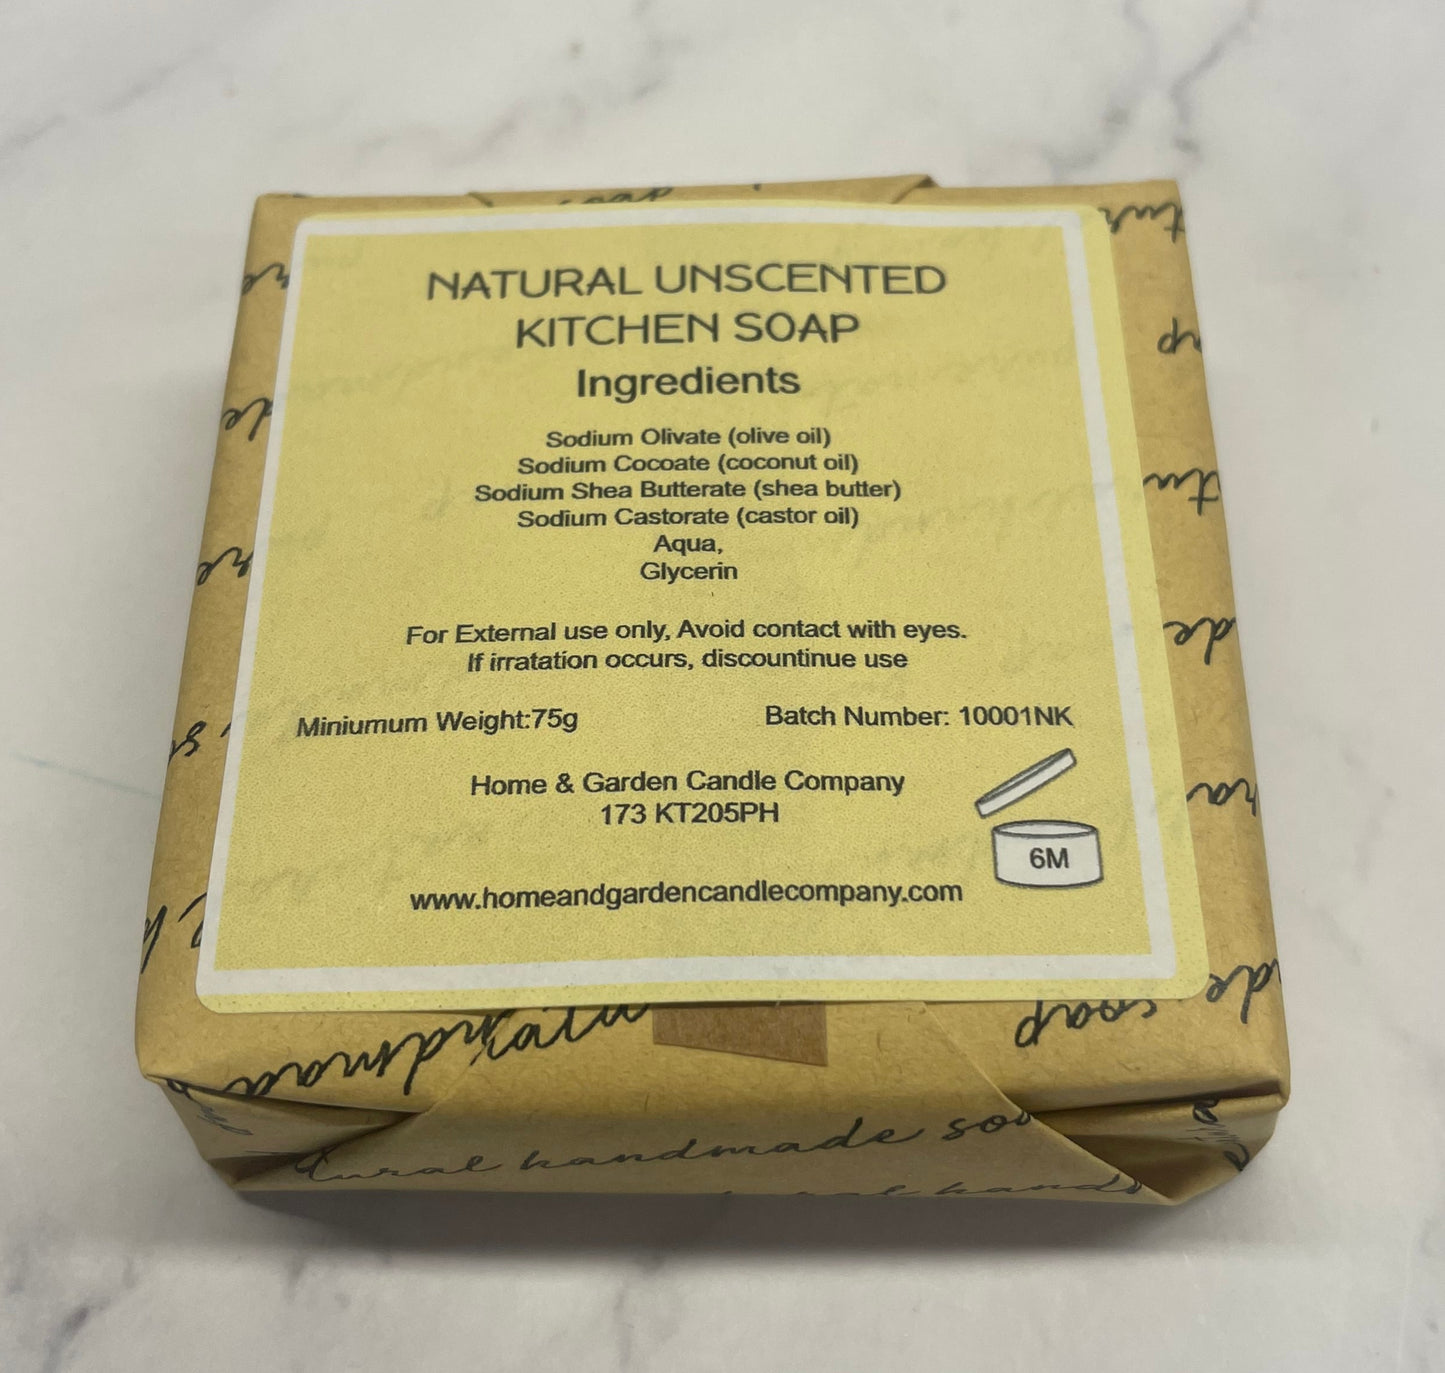 NATURAL UNSCENTED
KITCHEN SOAP
Ingredients
Sodium Olivate (olive oil)
Sodium Cocoate (coconut oil)
Sodium Shea Butterate (shea butter)
Sodium Castorate (castor oil)
Aqua,
Glycerin
For External use only, Avoid contact with eyes.
If irratation occurs, discountinue use
Miniumum Weight:75g
Batch Number: 10001NK
Home & Garden Candle Company
173 KT205PH
6M
www.homeandgardencandlecompany.com
soap
handmade